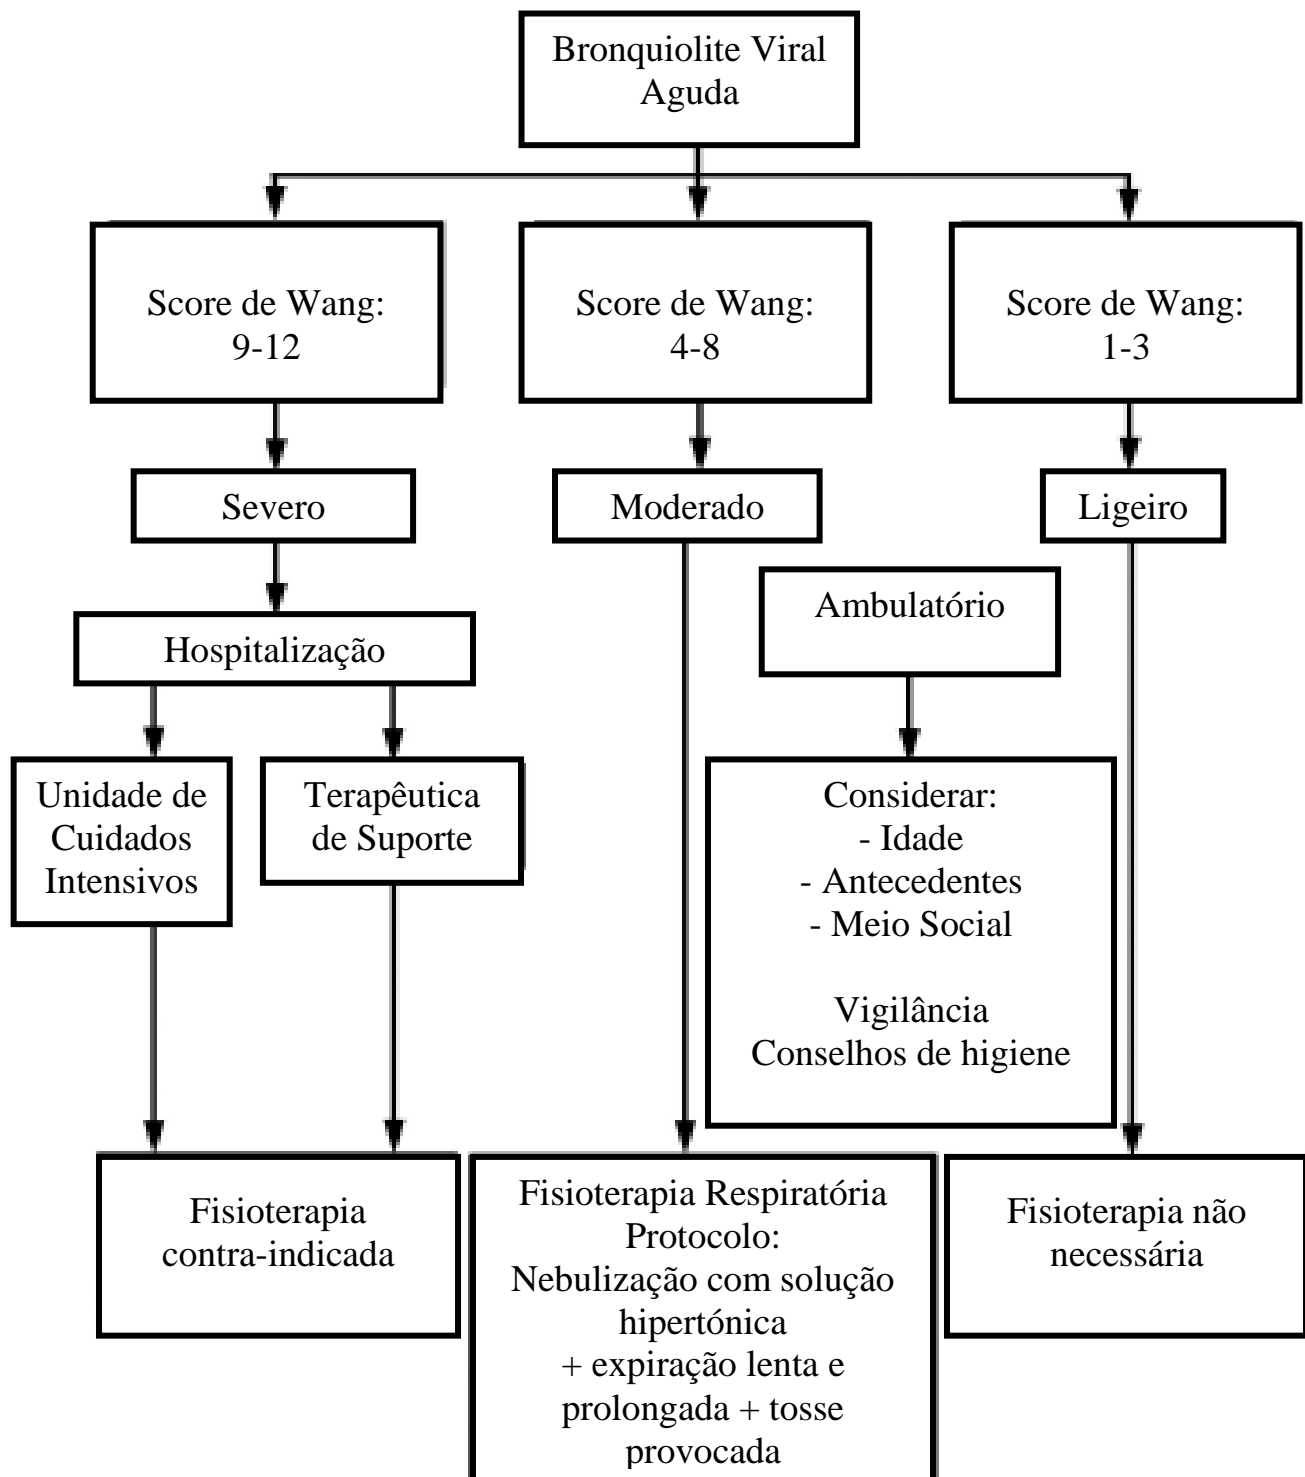 Bronquiolite Viral
Aguda
Score de Wang:
9-12
Score de Wang:
4-8
Score de Wang:
1-3
Severo
Moderado
Ligeiro
Ambulatório
Hospitalização
Unidade de
Cuidados
Intensivos
Terapêutica
de Suporte
Considerar:
- Idade
- Antecedentes
- Meio Social
Vigilância
Conselhos de higiene
Fisioterapia
contra-indicada
Fisioterapia Respiratória
Protocolo:
Nebulização com solução
hipertónica
+ expiração lenta e
prolongada + tosse
provocada
Fisioterapia não
necessária